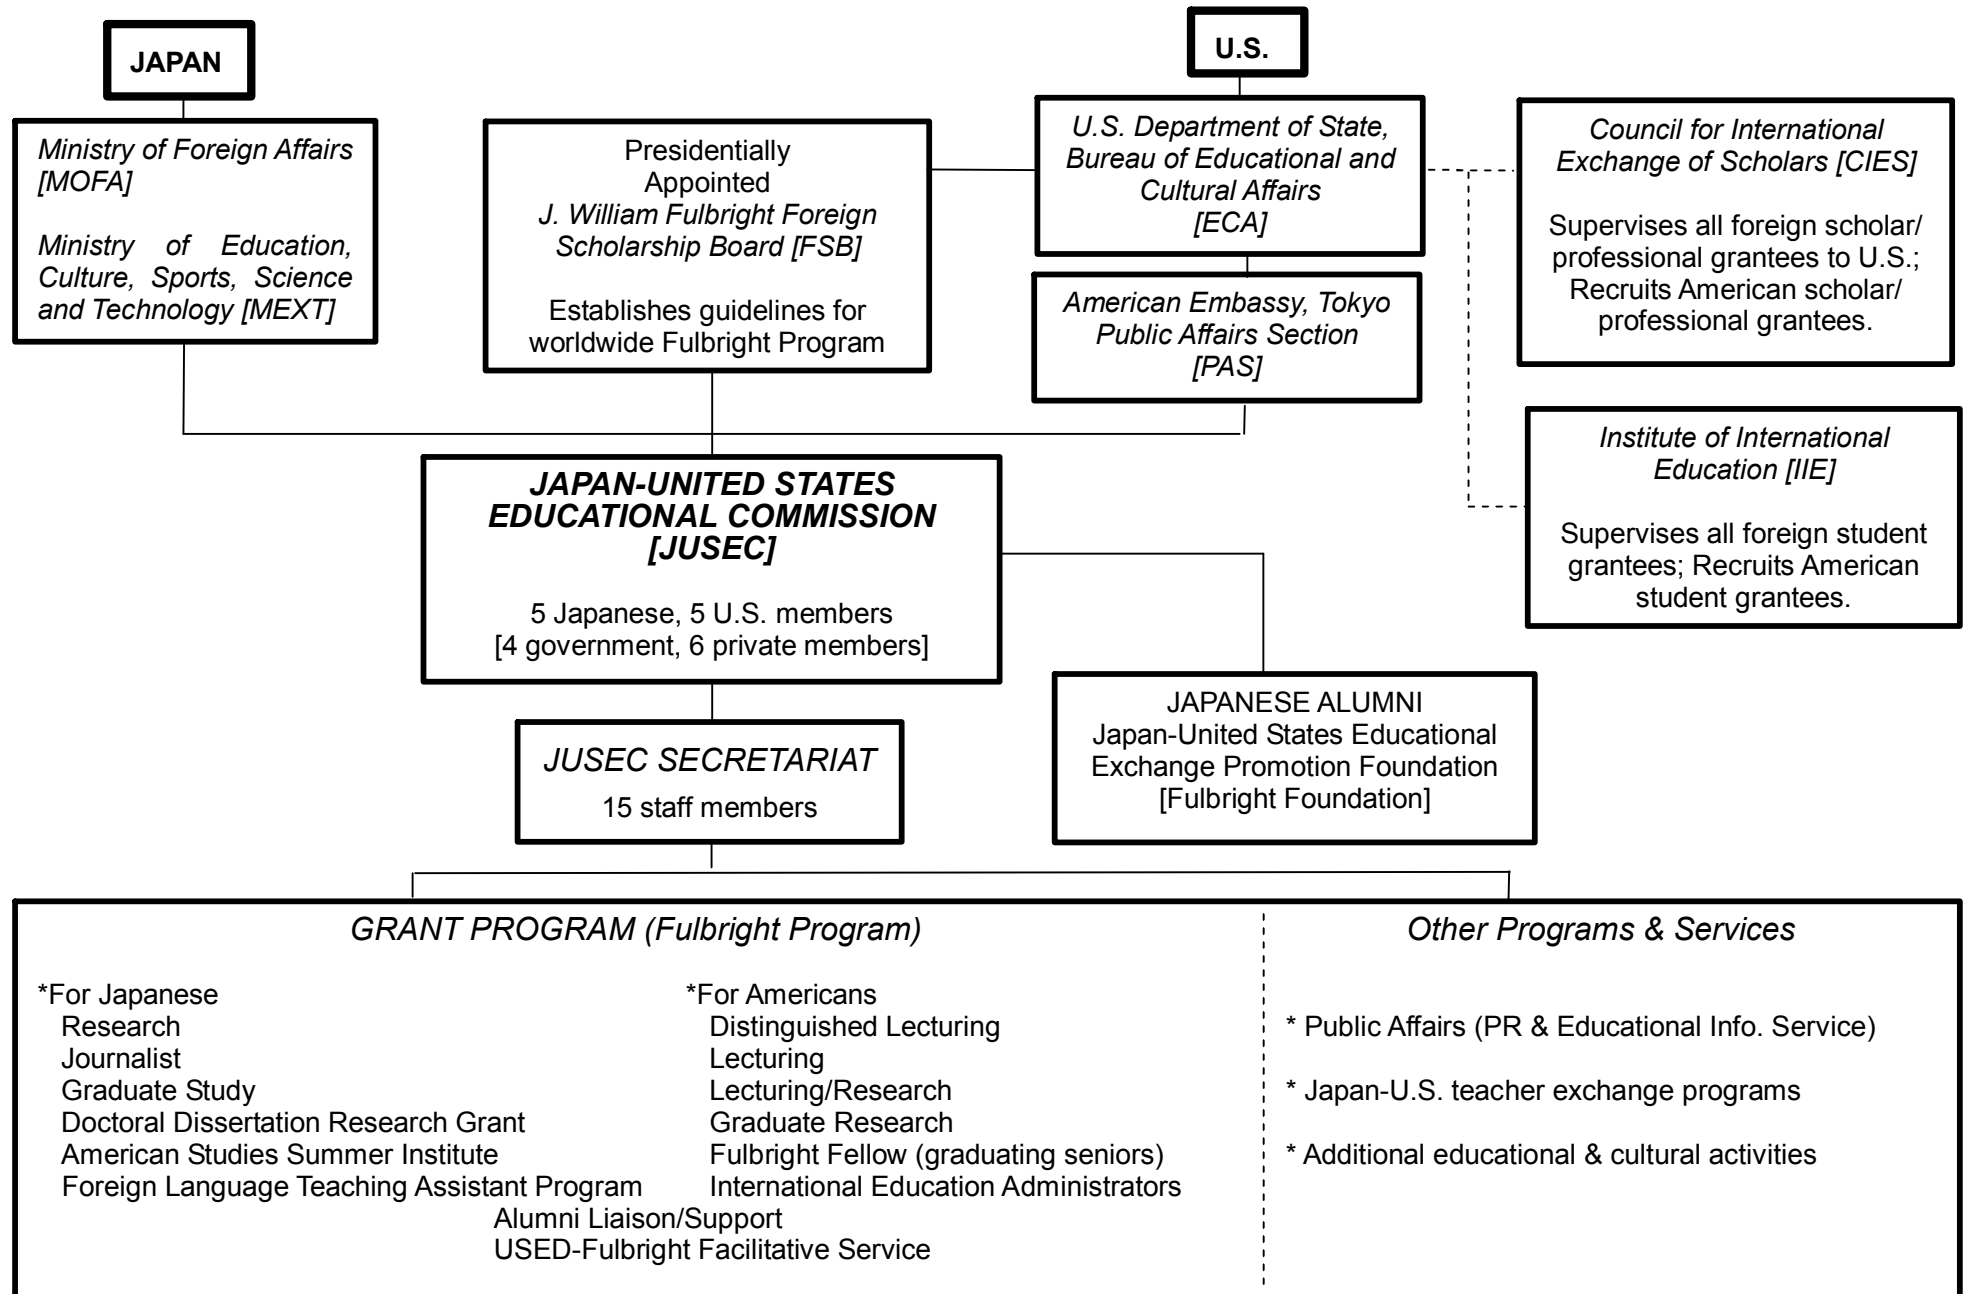 JAPAN
U.S.
Ministry of Foreign Affairs
[MOFA]
Ministry of Education,
Culture, Sports, Science
and Technology [MEXT]
Presidentially
Appointed
J. William Fulbright Foreign
Scholarship Board [FSB]
Establishes guidelines for
worldwide Fulbright Program
U.S. Department of State,
Bureau of Educational and
Cultural Affairs
[ECA]
American Embassy, Tokyo
Public Affairs Section
[PAS]
Council for International
Exchange of Scholars [CIES]
Supervises all foreign scholar/
professional grantees to U.S.;
Recruits American scholar/
professional grantees.
Institute of International
Education [IIE]
Supervises all foreign student
grantees; Recruits American
student grantees.
JAPAN-UNITED STATES
EDUCATIONAL COMMISSION
[JUSEC]
5 Japanese, 5 U.S. members
[4 government, 6 private members]
JUSEC SECRETARIAT
15 staff members
JAPANESE ALUMNI
Japan-United States Educational
Exchange Promotion Foundation
[Fulbright Foundation]
GRANT PROGRAM (Fulbright Program)
*For Japanese
Research
Journalist
Graduate Study
Doctoral Dissertation Research Grant
American Studies Summer Institute
Foreign Language Teaching Assistant Program
*For Americans
Distinguished Lecturing
Lecturing
Lecturing/Research
Graduate Research
Fulbright Fellow (graduating seniors)
International Education Administrators
Alumni Liaison/Support
USED-Fulbright Facilitative Service
Other Programs & Services
* Public Affairs (PR & Educational Info. Service)
* Japan-U.S. teacher exchange programs
* Additional educational & cultural activities